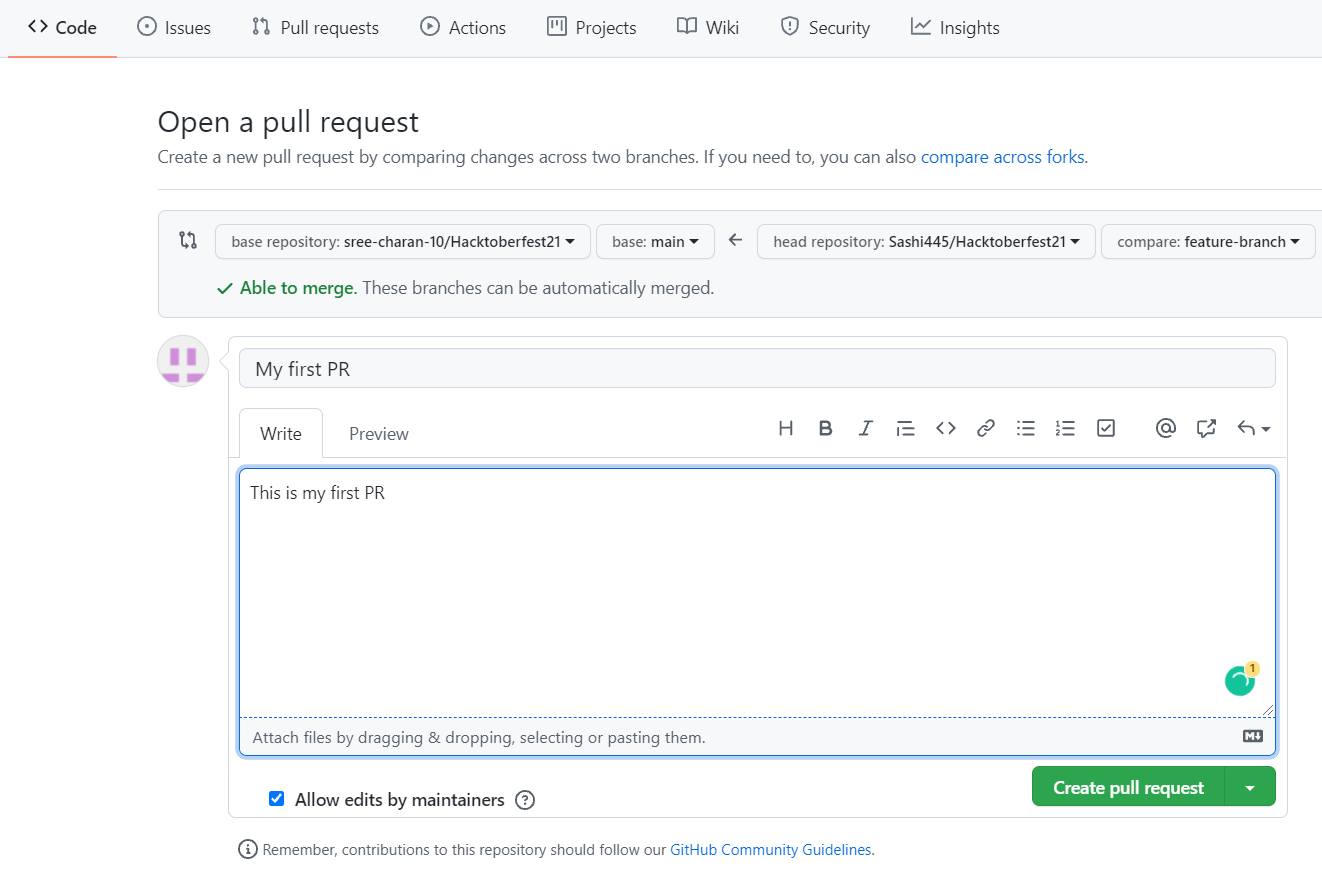 Code Issues Pull requests Actions Projects Wiki Security Insights
Open a pull request
Create a new pull request by comparing changes across two branches. If you need to, you can also compare across forks.
base repository: sree-charan-10/Hacktoberfest21 base: main head repository: Sashi445/Hacktoberfest21 compare: feature-branch
Able to merge. These branches can be automatically merged.
My first PR
Write Preview
This is my first PR
1
Attach files by dragging & dropping, selecting or pasting them.
Allow edits by maintainers
Create pull request
Remember, contributions to this repository should follow our GitHub Community Guidelines.